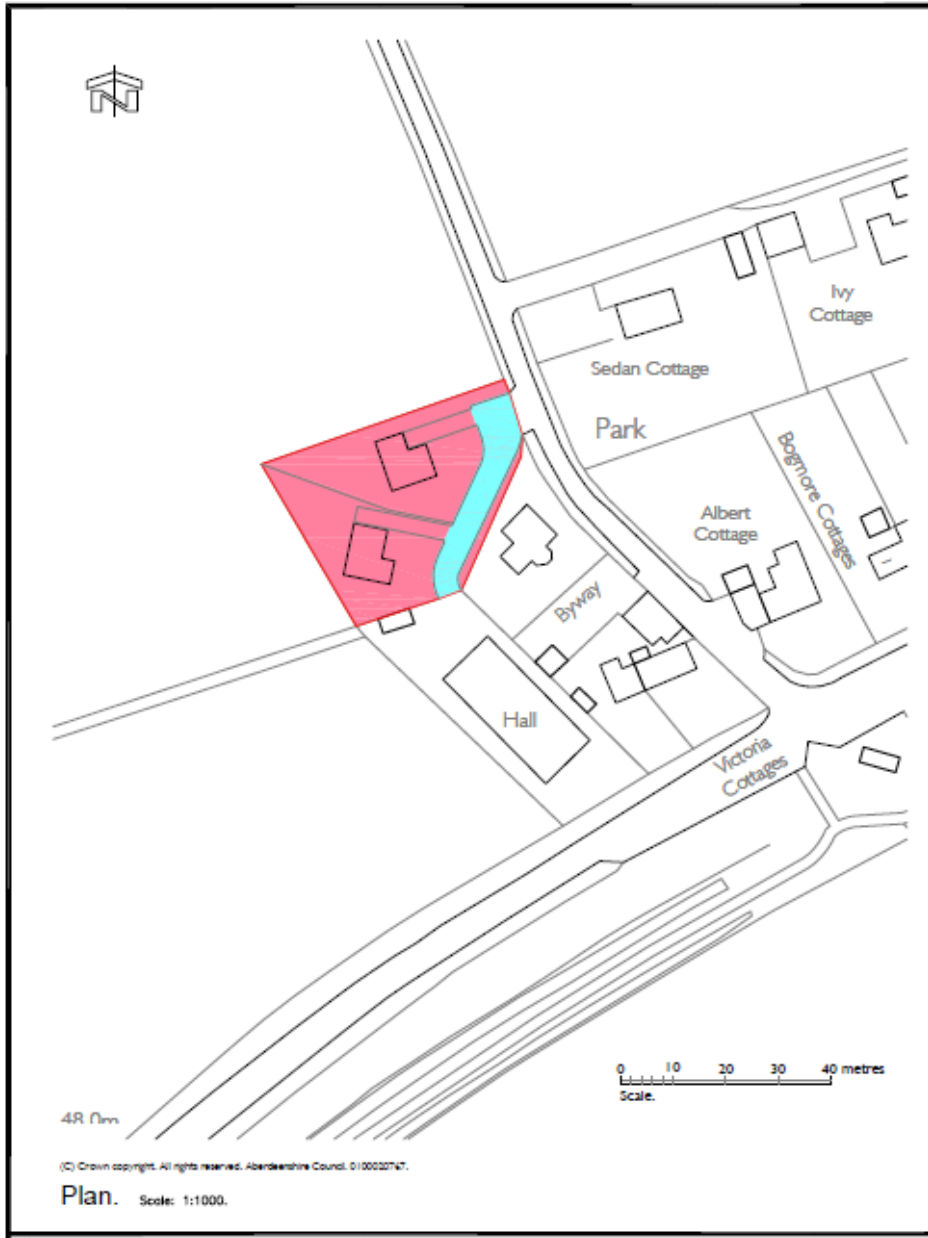 N
Ivy
Cottage
Sedan Cottage
Park
Bogmore Cottages
Albert
Cottage
Byway
Hall
Victoria
Cottages
0 10 20 30 40 metres
Scale.
48.0m
(C) Crown copyright. All rights reserved. Aberdeenshire Council. 0100020767.
Plan. Scale: 1:1000.